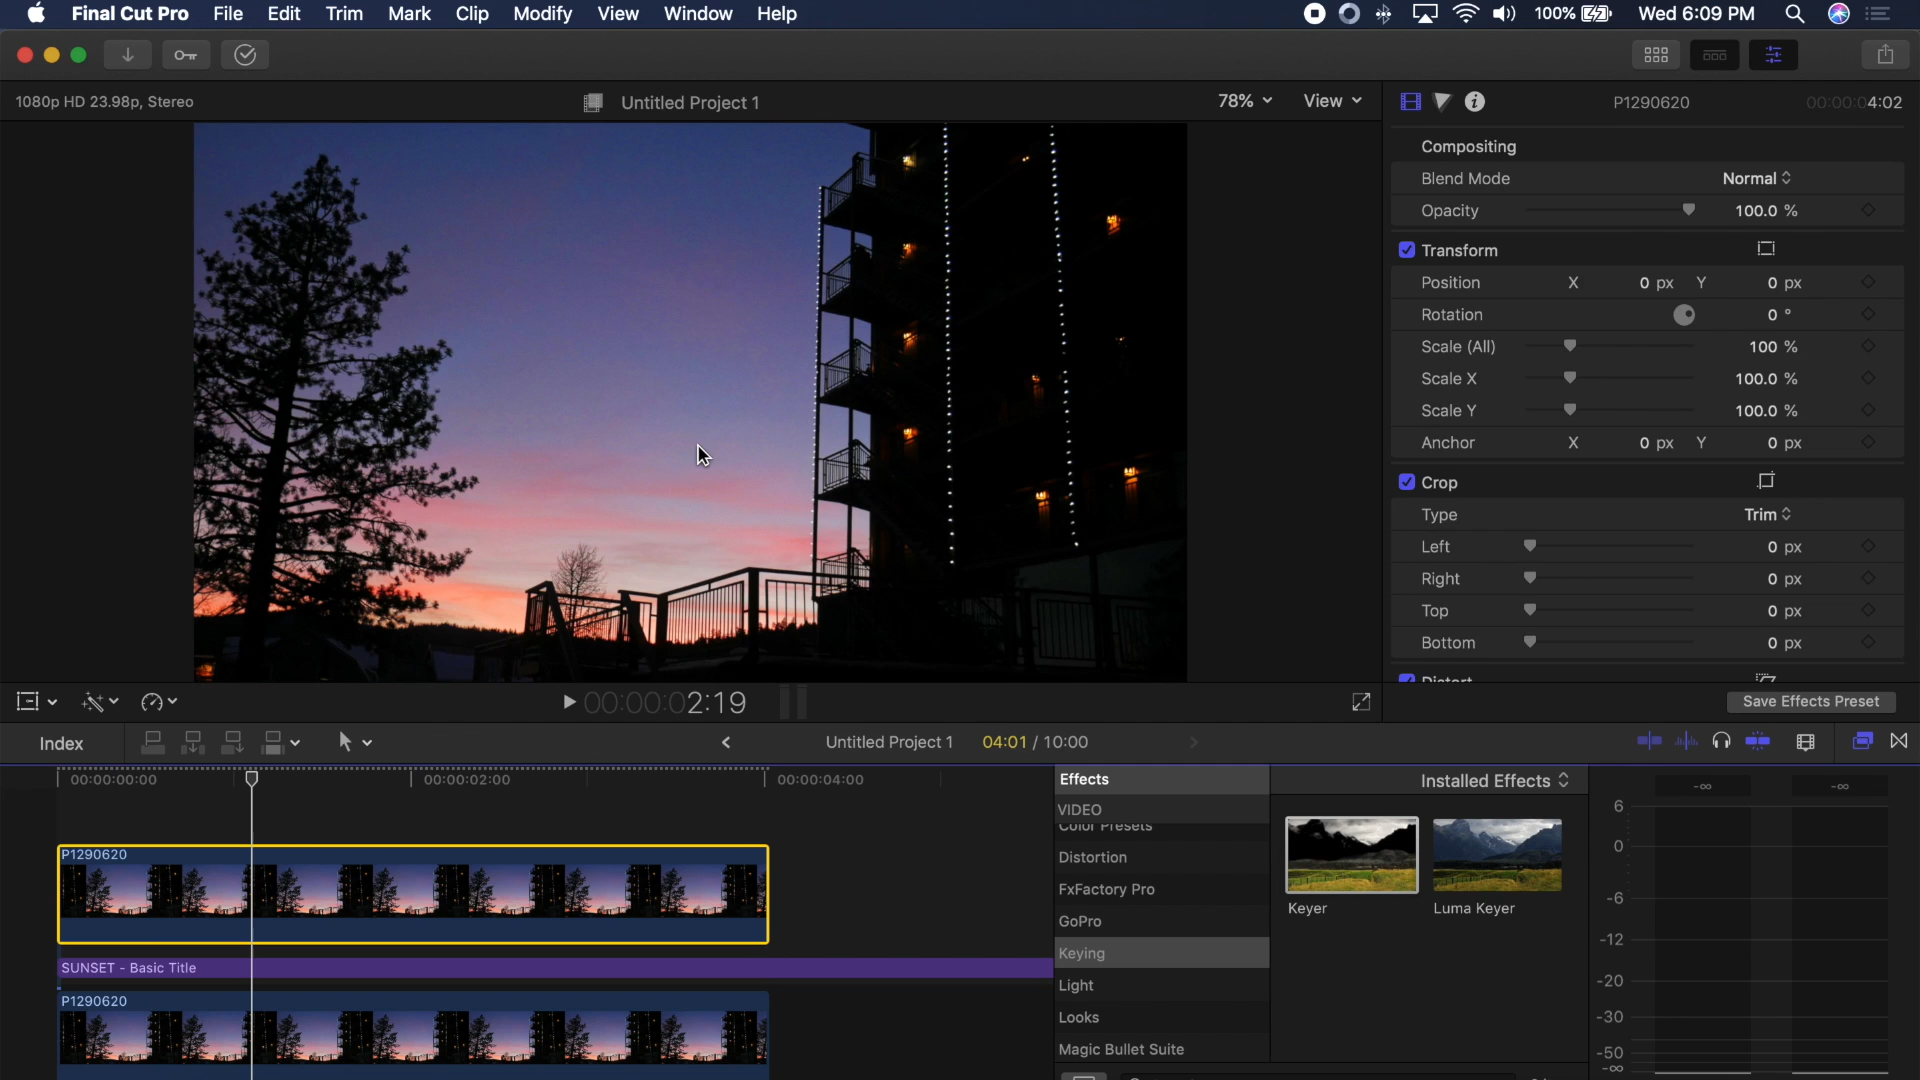 Final Cut Pro File Edit Trim Mark Clip Modify View Window Help 100% Wed 6:09 PM
1080p HD 23.98p, Stereo
Untitled Project 1
78% View
P1290620
00:00:04:02
Compositing
Blend Mode Normal
Opacity 100.0 %
Transform
Position X 0 px Y 0 px
Rotation 0 °
Scale (All) 100 %
Scale X 100.0 %
Scale Y 100.0 %
Anchor X 0 px Y 0 px
Crop
Type Trim
Left 0 px
Right 0 px
Top 0 px
Bottom 0 px
Distort
00:00:02:19
Save Effects Preset
Index
Untitled Project 1 04:01 / 10:00
00:00:00:00 00:00:02:00 00:00:04:00
P1290620
SUNSET - Basic Title
P1290620
Effects
VIDEO
Color Presets
Distortion
FxFactory Pro
GoPro
Keying
Light
Looks
Magic Bullet Suite
Installed Effects
Keyer
Luma Keyer
-∞ -∞
6
0
-6
-12
-20
-30
-50
-∞